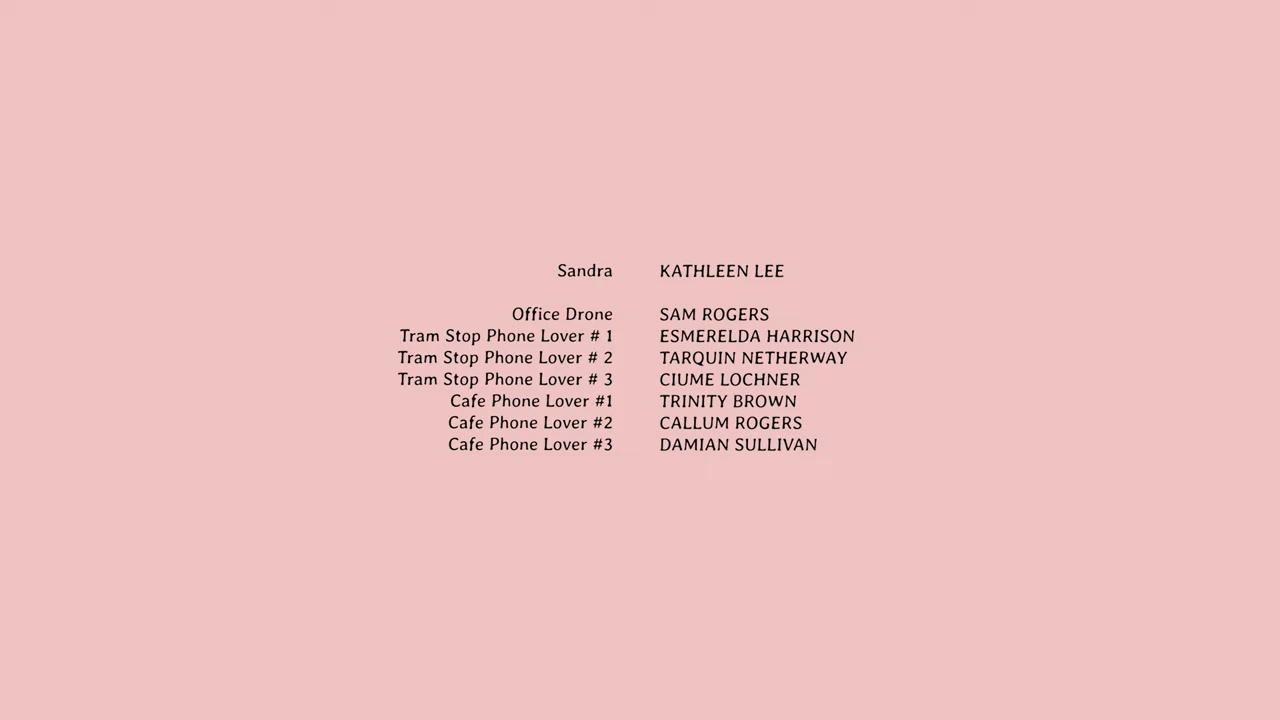 Sandra KATHLEEN LEE
Office Drone SAM ROGERS
Tram Stop Phone Lover # 1 ESMERELDA HARRISON
Tram Stop Phone Lover # 2 TARQUIN NETHERWAY
Tram Stop Phone Lover # 3 CIUME LOCHNER
Cafe Phone Lover #1 TRINITY BROWN
Cafe Phone Lover #2 CALLUM ROGERS
Cafe Phone Lover #3 DAMIAN SULLIVAN